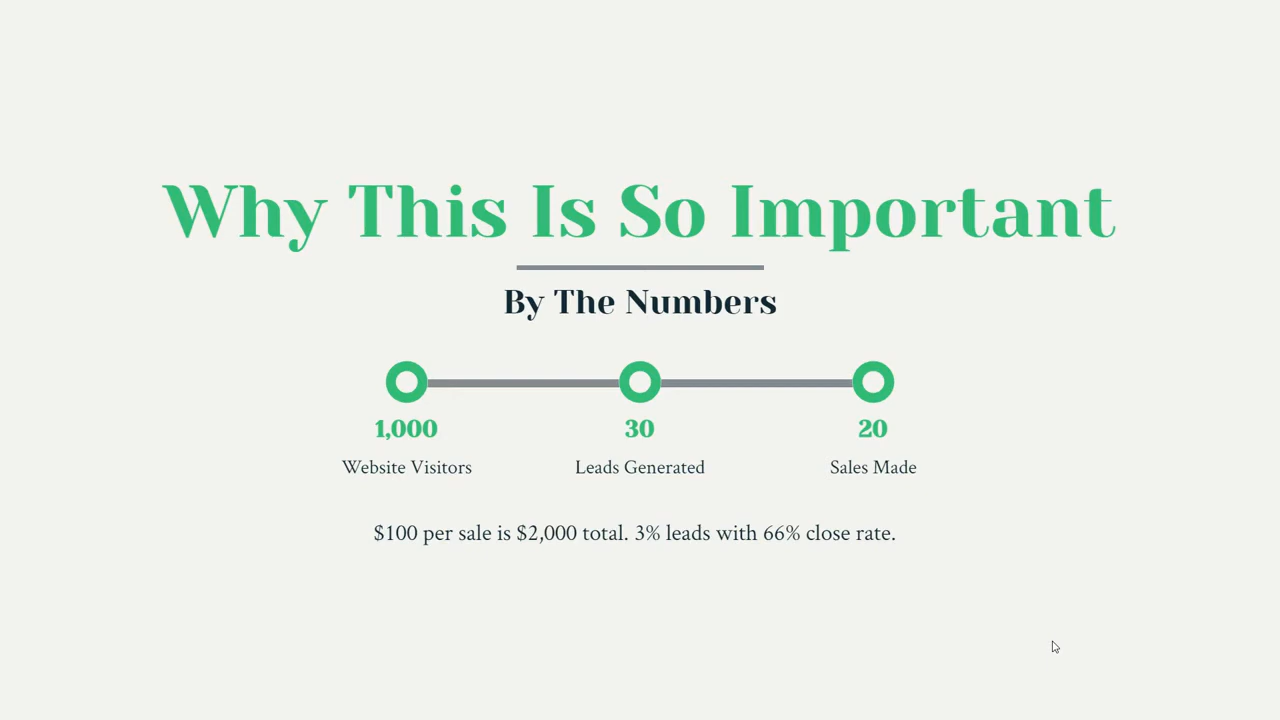 Why This Is So Important
By The Numbers
1,000
30
20
Website Visitors
Leads Generated
Sales Made
$100 per sale is $2,000 total. 3% leads with 66% close rate.